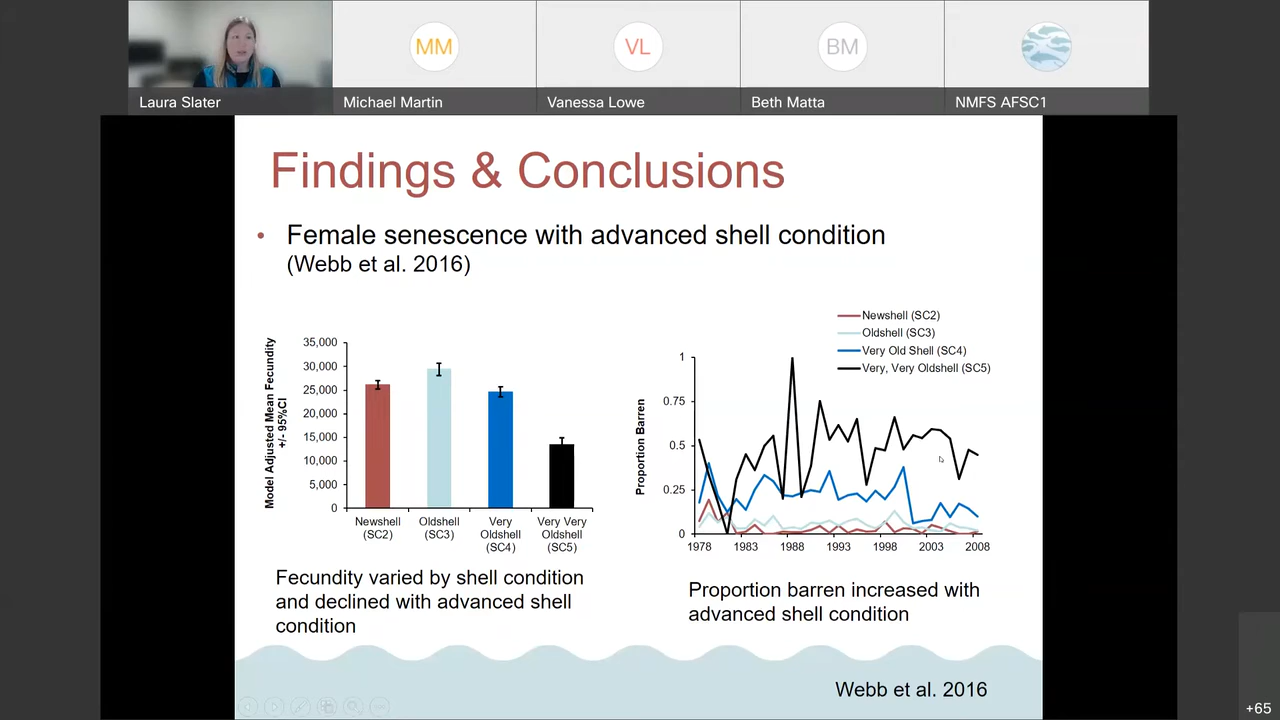 MM
VL
BM
Laura Slater
Michael Martin
Vanessa Lowe
Beth Matta
NMFS AFSC1
Findings & Conclusions
• Female senescence with advanced shell condition
(Webb et al. 2016)
Model Adjusted Mean Fecundity
+/- 95%CI
35,000
30,000
25,000
20,000
15,000
10,000
5,000
0
Newshell
(SC2)
Oldshell
(SC3)
Very
Oldshell
(SC4)
Very Very
Oldshell
(SC5)
Fecundity varied by shell condition
and declined with advanced shell
condition
Newshell (SC2)
Oldshell (SC3)
Very Old Shell (SC4)
Very, Very Oldshell (SC5)
Proportion Barren
1
0.75
0.5
0.25
0
1978
1983
1988
1993
1998
2003
2008
Proportion barren increased with
advanced shell condition
Webb et al. 2016
+65